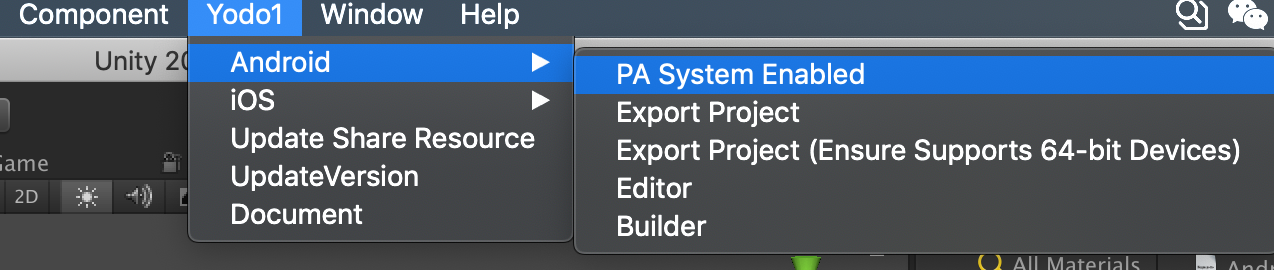 Component Yodo1 Window Help
Unity 20
Android
iOS
Update Share Resource
UpdateVersion
Document
PA System Enabled
Export Project
Export Project (Ensure Supports 64-bit Devices)
Editor
Builder
Game
2D
All Materials